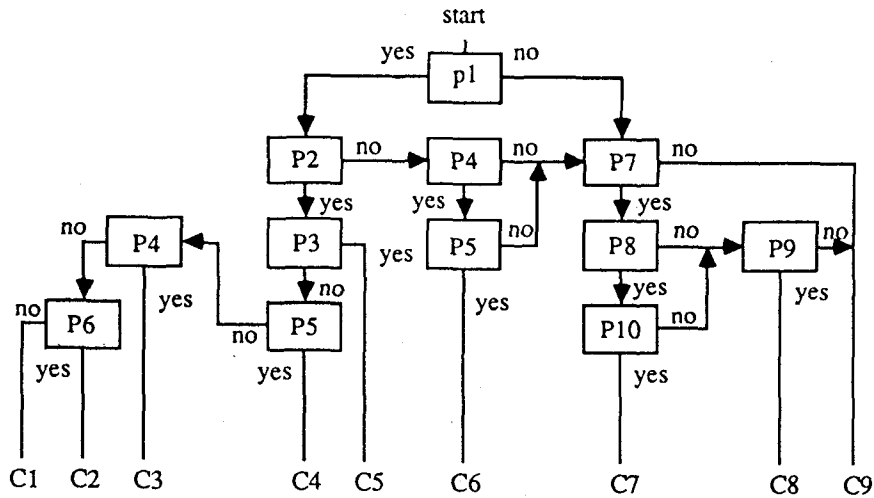 start
yes
no
p1
P2
no
P4
no
P7
no
yes
yes
yes
no
P4
P3
yes
P5
no
P8
no
P9
no
yes
no
yes
yes
yes
no
P6
no
P5
P10
no
yes
yes
yes
C1
C2
C3
C4
C5
C6
C7
C8
C9